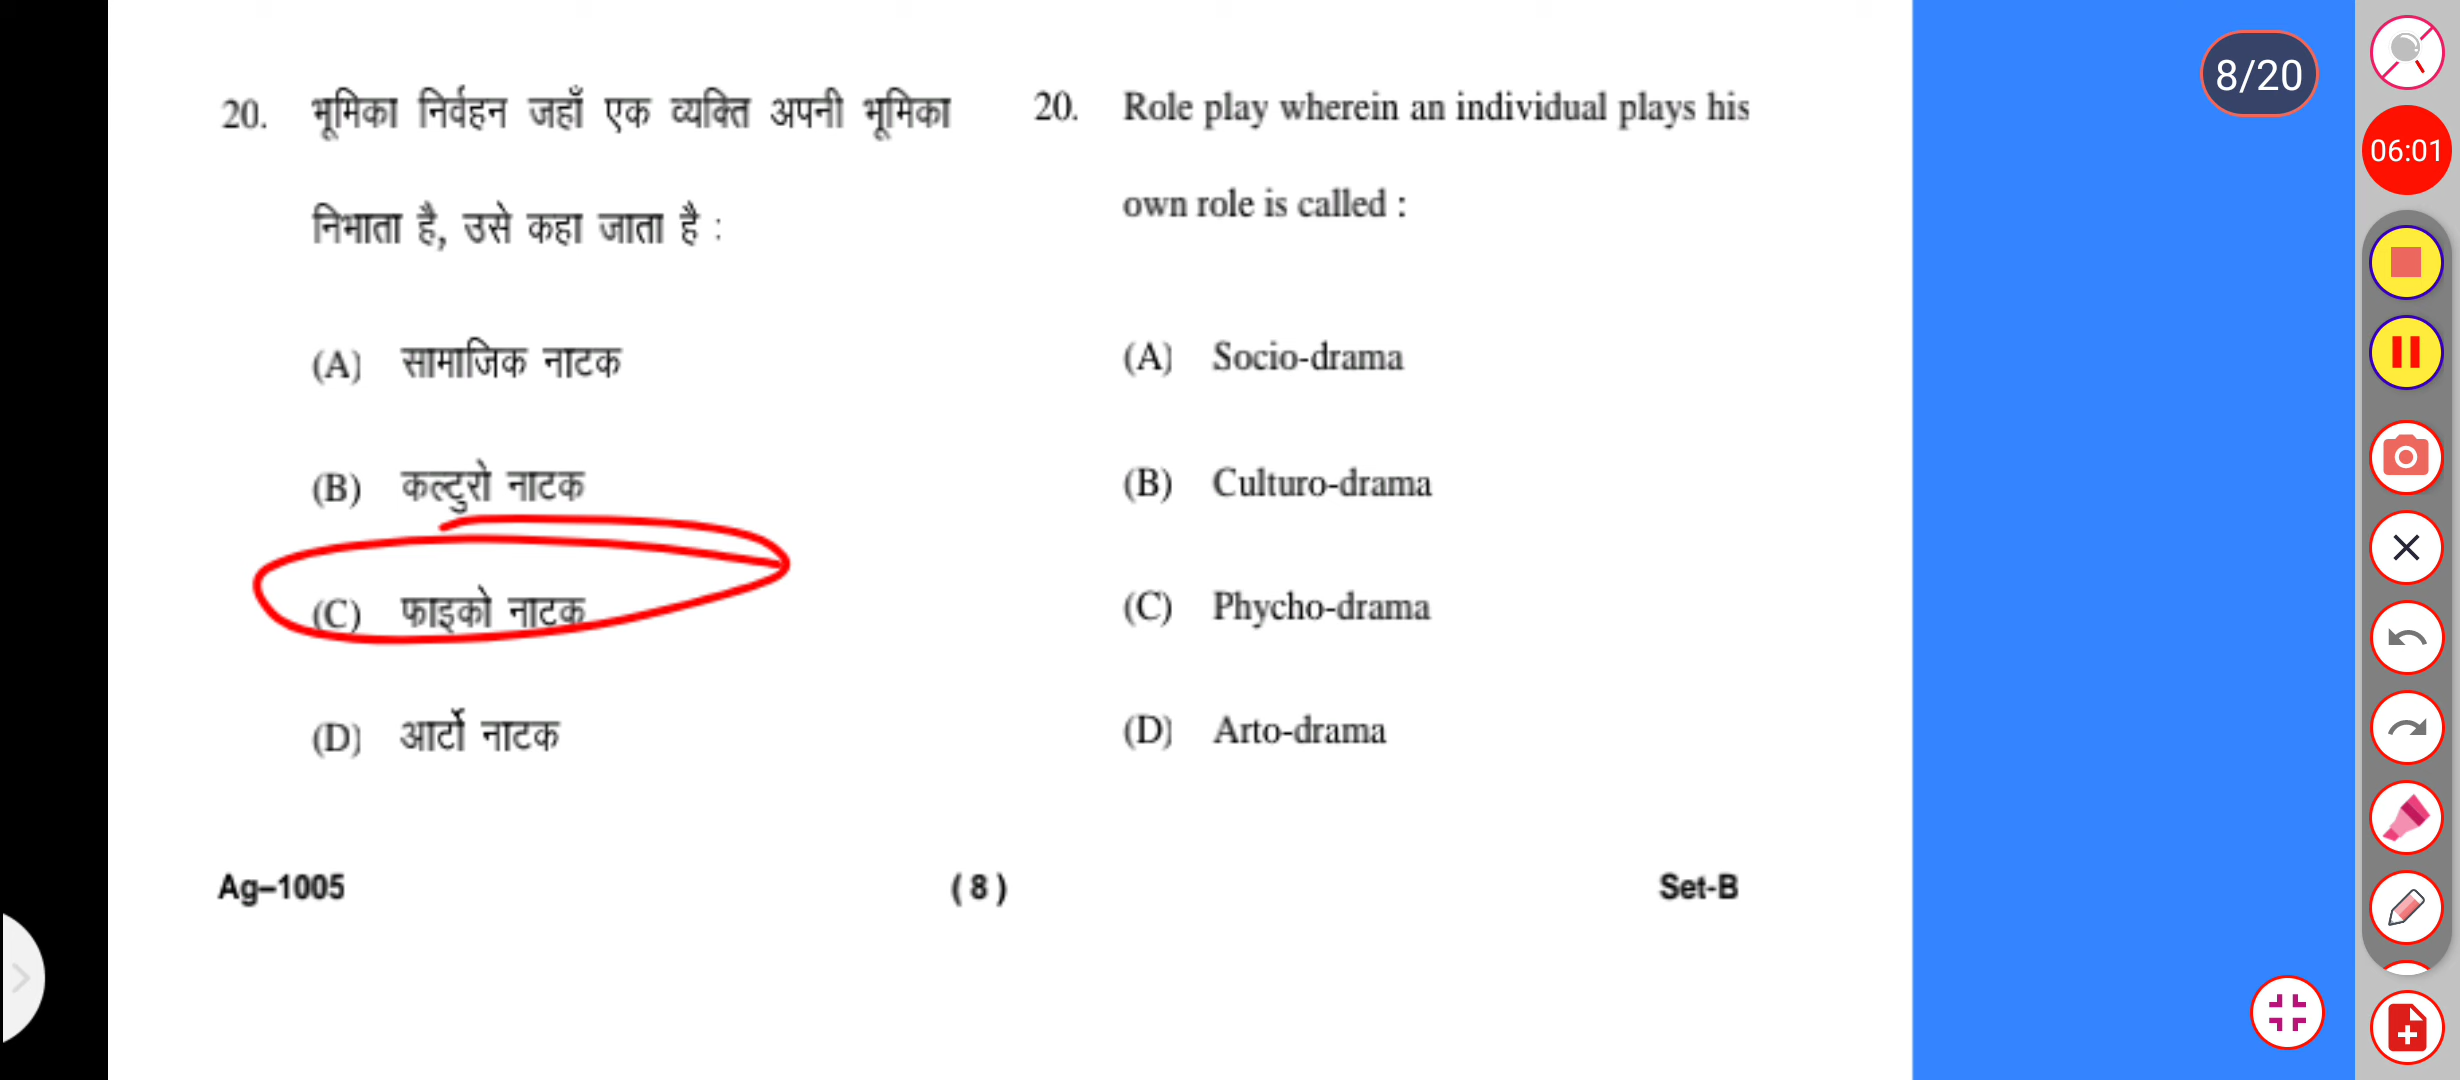 20. भूमिका निर्वहन जहाँ एक व्यक्ति अपनी भूमिका
निभाता है, उसे कहा जाता है :
(A) सामाजिक नाटक
(B) कल्टुरो नाटक
(C) फाइको नाटक
(D) आर्टो नाटक
20. Role play wherein an individual plays his
own role is called :
(A) Socio-drama
(B) Culturo-drama
(C) Phycho-drama
(D) Arto-drama
Ag–1005
( 8 )
Set-B
8/20
06:01